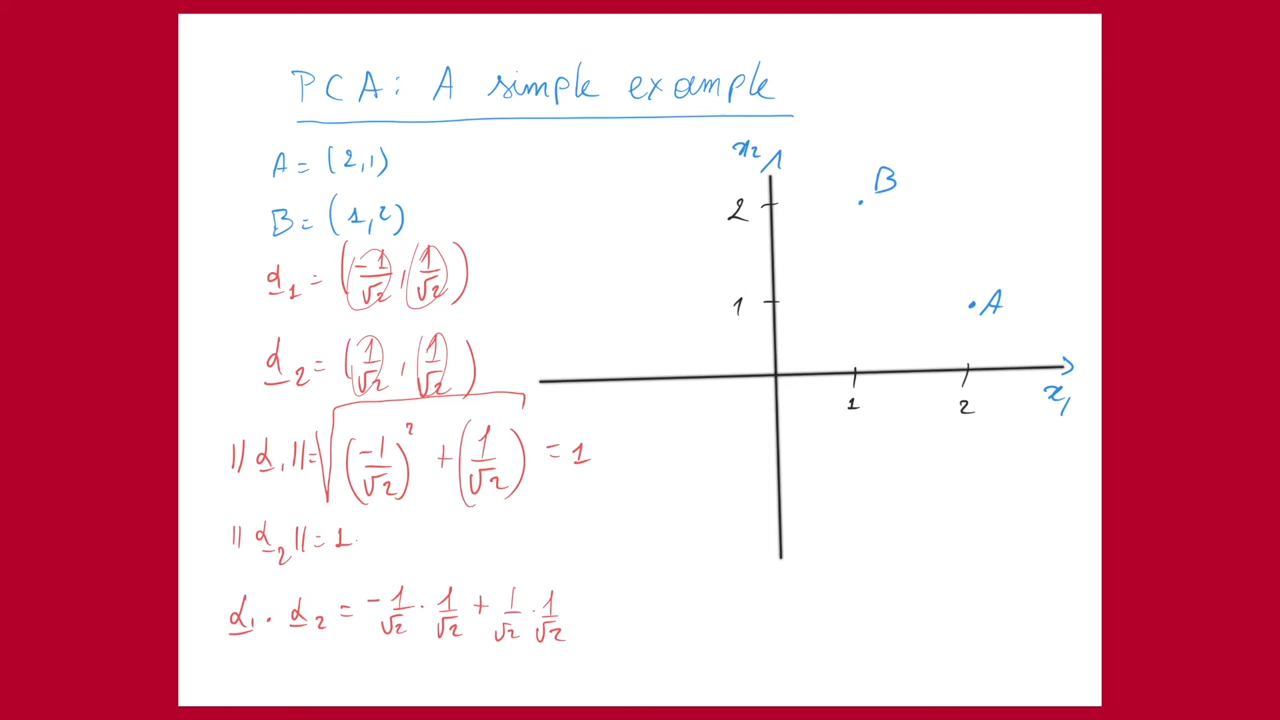 PCA: A simple example
A = (2,1)
B = (1,2)
α1 = (-1/√2, 1/√2)
α2 = (1/√2, 1/√2)
||α1|| = √((-1/√2)² + (1/√2)) = 1
||α2|| = 1.
α1 · α2 = -1/√2 · 1/√2 + 1/√2 · 1/√2
x2
B
2
1
A
1
2
x1